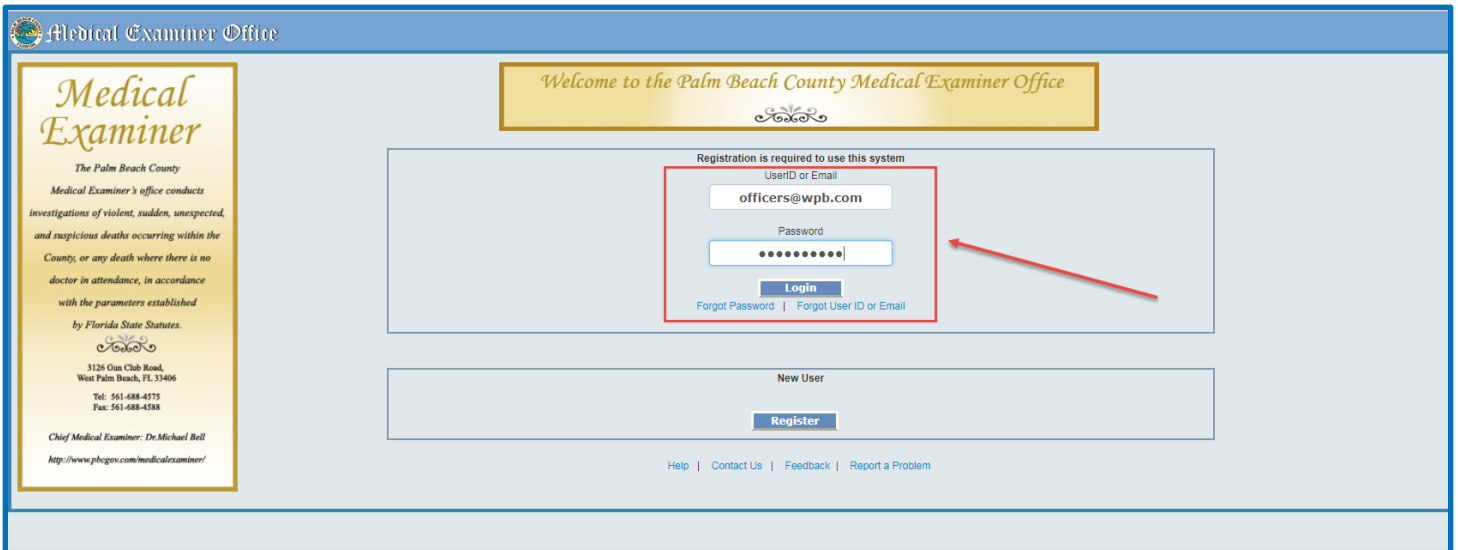 Medical Examiner Office
Medical
Examiner
The Palm Beach County
Medical Examiner's office conducts
investigations of violent, sudden, unexpected,
and suspicious deaths occurring within the
County, or any death where there is no
doctor in attendance, in accordance
with the parameters established
by Florida State Statutes.
3126 Gun Club Road,
West Palm Beach, FL 33406
Tel: 561-688-4575
Fax: 561-688-4588
Chief Medical Examiner: Dr.Michael Bell
http://www.pbcgov.com/medicalexaminer/
Welcome to the Palm Beach County Medical Examiner Office
Registration is required to use this system
UserID or Email
officers@wpb.com
Password
●●●●●●●●●●
Login
Forgot Password | Forgot User ID or Email
New User
Register
Help | Contact Us | Feedback | Report a Problem